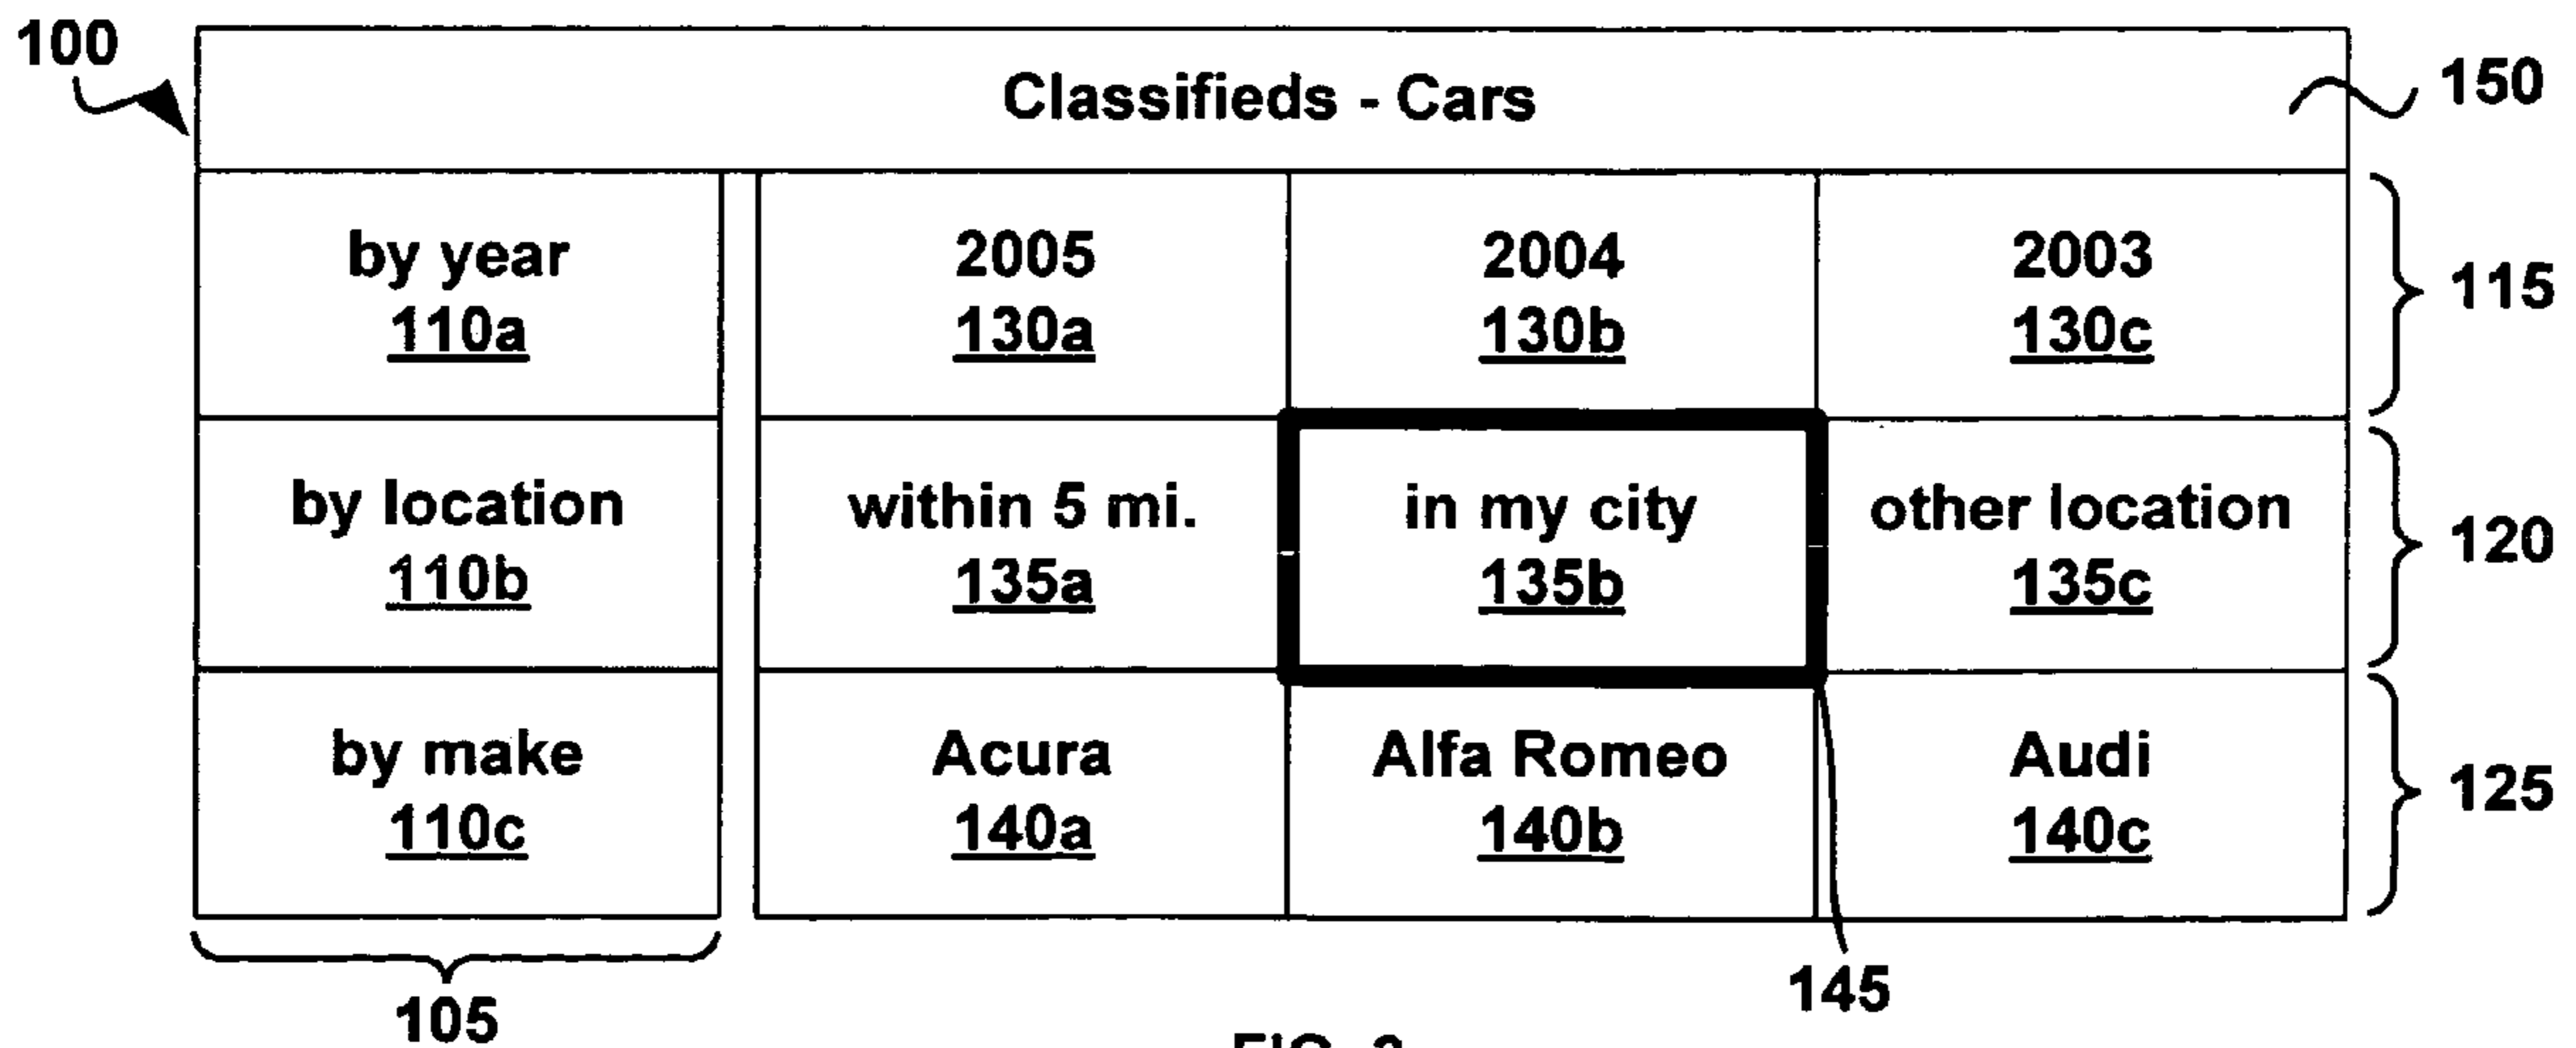 100
Classifieds - Cars
150
by year
110a
2005
130a
2004
130b
2003
130c
115
by location
110b
within 5 mi.
135a
in my city
135b
other location
135c
120
by make
110c
Acura
140a
Alfa Romeo
140b
Audi
140c
125
105
145